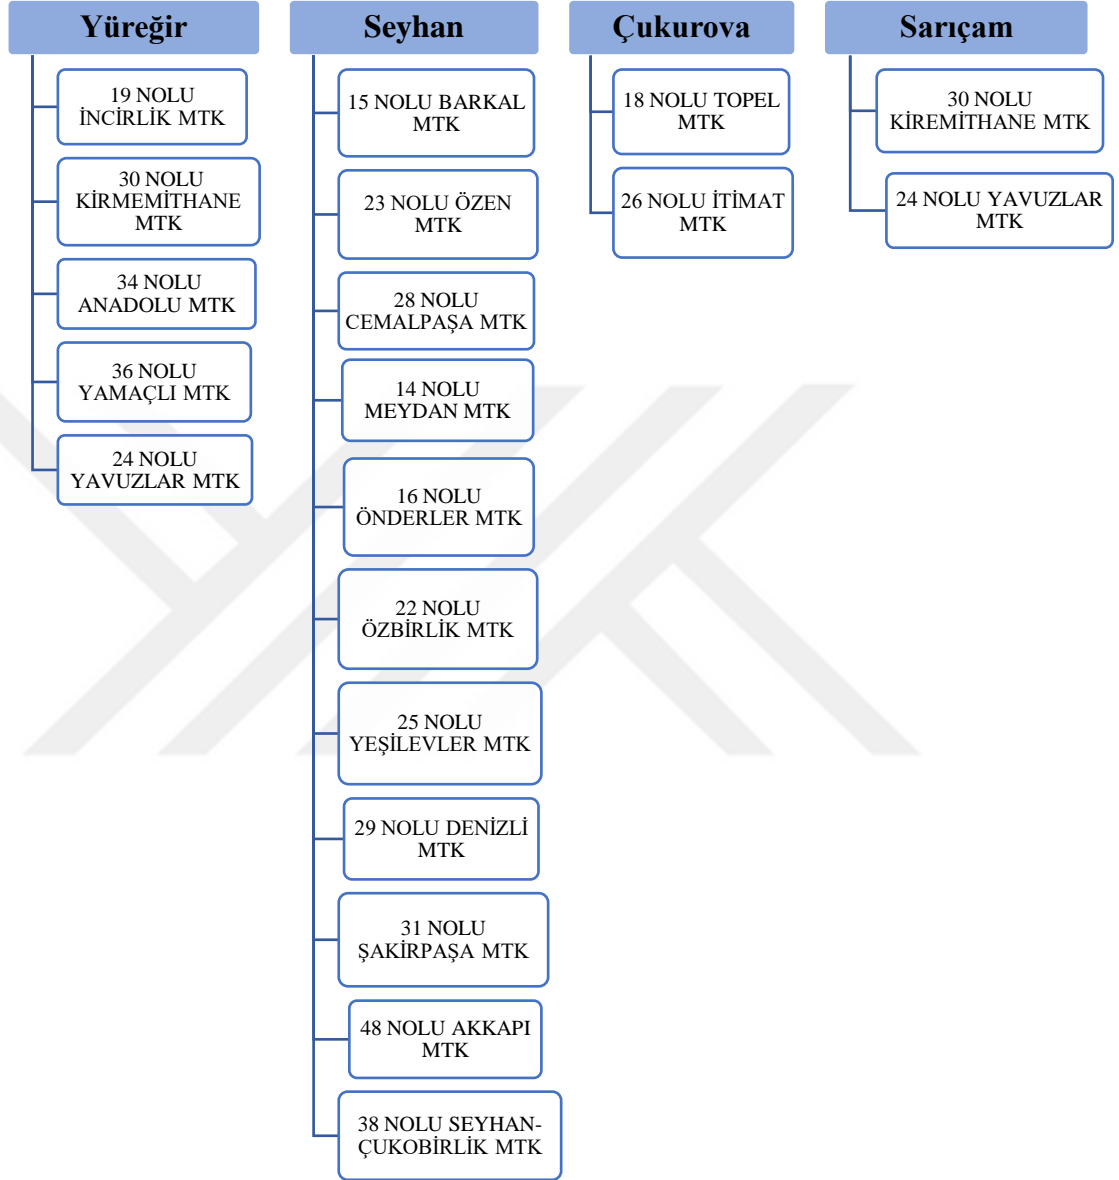 Yüreğir
19 NOLU
İNCİRLİK MTK
30 NOLU
KİRMEMİTHANE
MTK
34 NOLU
ANADOLU MTK
36 NOLU
YAMAÇLI MTK
24 NOLU
YAVUZLAR MTK
Seyhan
15 NOLU BARKAL
MTK
23 NOLU ÖZEN
MTK
28 NOLU
CEMALPAŞA MTK
14 NOLU
MEYDAN MTK
16 NOLU
ÖNDERLER MTK
22 NOLU
ÖZBİRLİK MTK
25 NOLU
YEŞİLEVLER MTK
29 NOLU DENİZLİ
MTK
31 NOLU
ŞAKİRPAŞA MTK
48 NOLU AKKAPI
MTK
38 NOLU SEYHAN-
ÇUKOBİRLİK MTK
Çukurova
18 NOLU TOPEL
MTK
26 NOLU İTİMAT
MTK
Sarıçam
30 NOLU
KİREMİTHANE MTK
24 NOLU YAVUZLAR
MTK